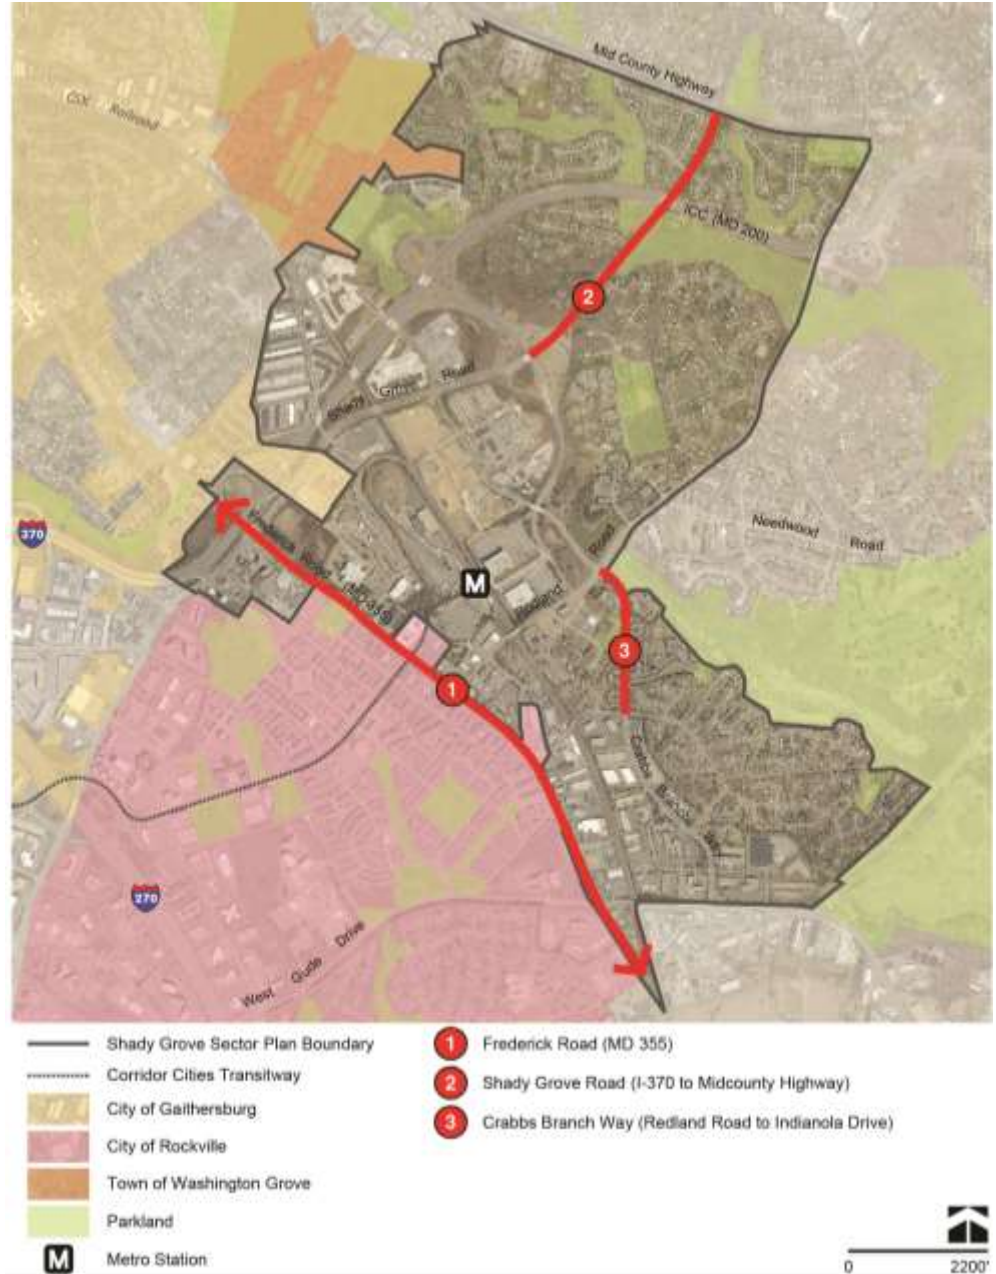 Mid County Highway
CSX Railroad
ICC (MD 200)
2
Shady Grove Road
370
Needwood Road
Frederick Road (MD 355)
M
Redland Road
3
1
Crabbs Branch Way
270
West Gude Drive
Shady Grove Sector Plan Boundary
Corridor Cities Transitway
City of Gaithersburg
City of Rockville
Town of Washington Grove
Parkland
M Metro Station
1 Frederick Road (MD 355)
2 Shady Grove Road (I-370 to Midcounty Highway)
3 Crabbs Branch Way (Redland Road to Indianola Drive)
0 2200'